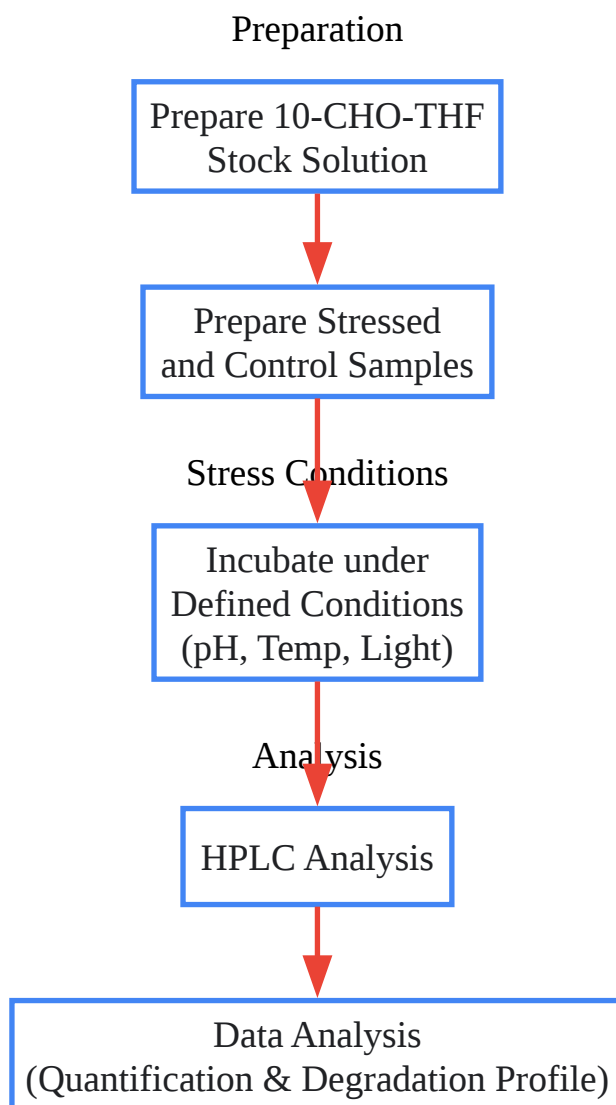 Preparation
Prepare 10-CHO-THF
Stock Solution
Prepare Stressed
and Control Samples
Stress Conditions
Incubate under
Defined Conditions
(pH, Temp, Light)
Analysis
HPLC Analysis
Data Analysis
(Quantification & Degradation Profile)